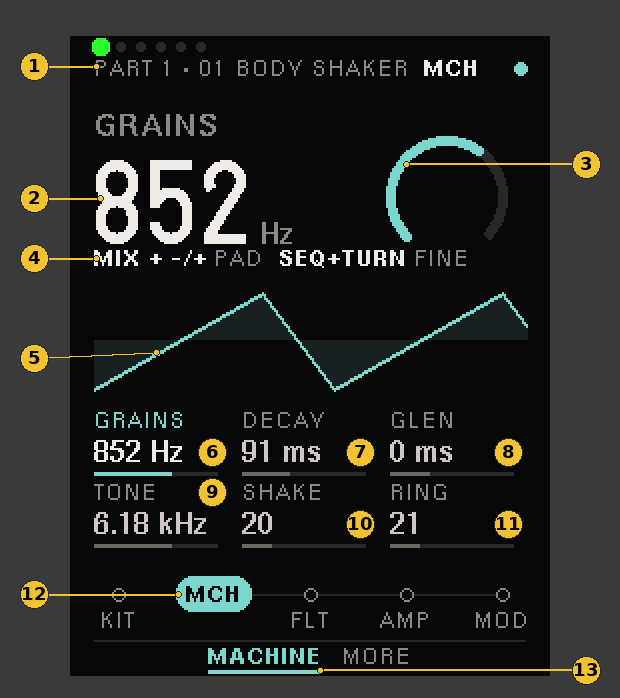 1 PART 1 · 01 BODY SHAKER MCH
GRAINS
3
2 852 Hz
4 MIX + -/+ PAD SEQ+TURN FINE
5
GRAINS DECAY GLEN
852 Hz 6 91 ms 7 0 ms 8
TONE 9 SHAKE RING
6.18 kHz 20 10 21 11
12 MCH
KIT FLT AMP MOD
MACHINE MORE
13